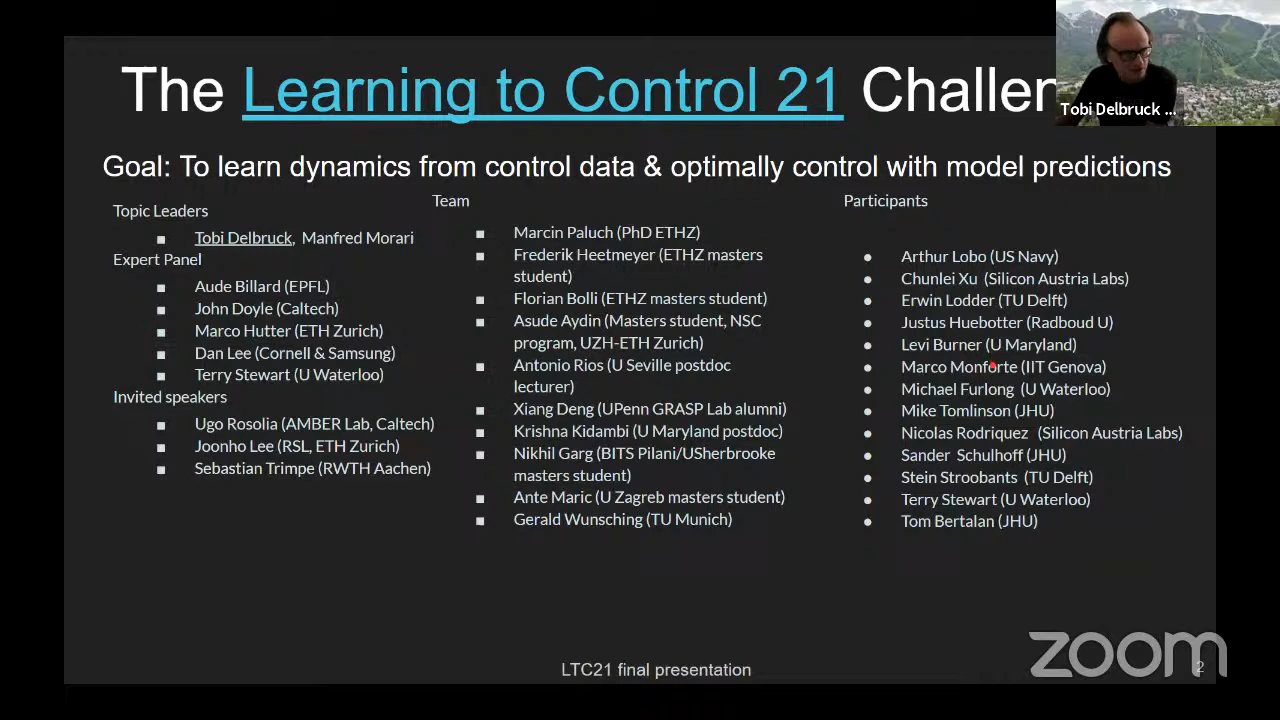 The Learning to Control 21 Challen
Tobi Delbruck ...
Goal: To learn dynamics from control data & optimally control with model predictions
Topic Leaders
Tobi Delbruck, Manfred Morari
Expert Panel
Aude Billard (EPFL)
John Doyle (Caltech)
Marco Hutter (ETH Zurich)
Dan Lee (Cornell & Samsung)
Terry Stewart (U Waterloo)
Invited speakers
Ugo Rosolia (AMBER Lab, Caltech)
Joonho Lee (RSL, ETH Zurich)
Sebastian Trimpe (RWTH Aachen)
Team
Marcin Paluch (PhD ETHZ)
Frederik Heetmeyer (ETHZ masters
student)
Florian Bolli (ETHZ masters student)
Asude Aydin (Masters student, NSC
program, UZH-ETH Zurich)
Antonio Rios (U Seville postdoc
lecturer)
Xiang Deng (UPenn GRASP Lab alumni)
Krishna Kidambi (U Maryland postdoc)
Nikhil Garg (BITS Pilani/USherbrooke
masters student)
Ante Maric (U Zagreb masters student)
Gerald Wunsching (TU Munich)
Participants
Arthur Lobo (US Navy)
Chunlei Xu (Silicon Austria Labs)
Erwin Lodder (TU Delft)
Justus Huebotter (Radboud U)
Levi Burner (U Maryland)
Marco Monforte (IIT Genova)
Michael Furlong (U Waterloo)
Mike Tomlinson (JHU)
Nicolas Rodriquez (Silicon Austria Labs)
Sander Schulhoff (JHU)
Stein Stroobants (TU Delft)
Terry Stewart (U Waterloo)
Tom Bertalan (JHU)
LTC21 final presentation
2
zoom